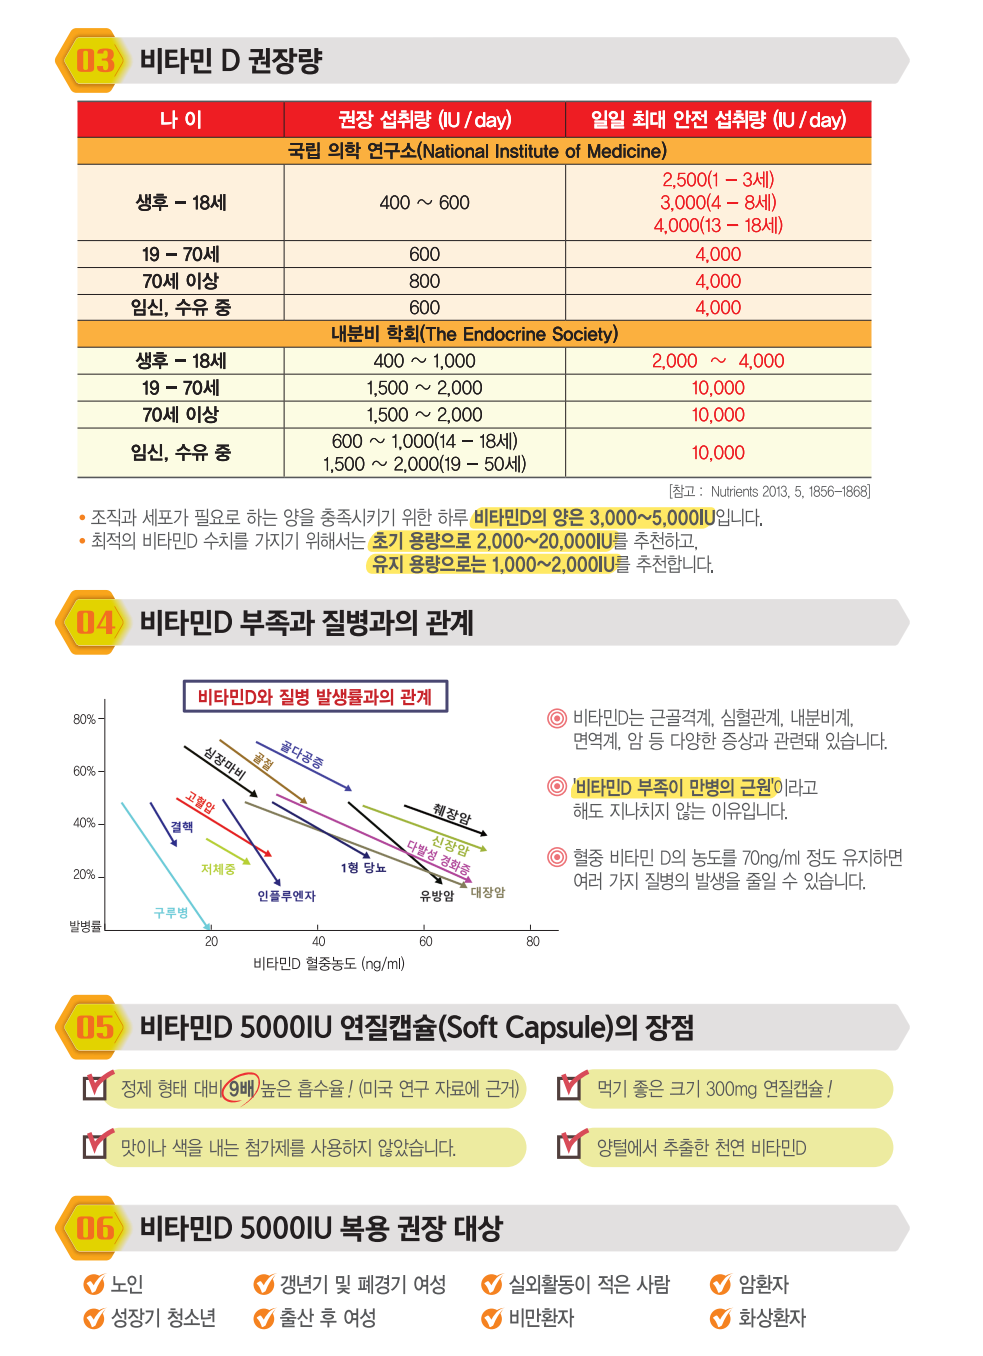 03 비타민 D 권장량
나 이 권장 섭취량 (IU / day) 일일 최대 안전 섭취량 (IU / day)
국립 의학 연구소(National Institute of Medicine)
생후 - 18세 400 ~ 600 2,500(1 - 3세)
3,000(4 - 8세)
4,000(13 - 18세)
19 - 70세 600 4,000
70세 이상 800 4,000
임신, 수유 중 600 4,000
내분비 학회(The Endocrine Society)
생후 - 18세 400 ~ 1,000 2,000 ~ 4,000
19 - 70세 1,500 ~ 2,000 10,000
70세 이상 1,500 ~ 2,000 10,000
임신, 수유 중 600 ~ 1,000(14 - 18세) 10,000
1,500 ~ 2,000(19 - 50세)
[참고 : Nutrients 2013, 5, 1856-1868]
• 조직과 세포가 필요로 하는 양을 충족시키기 위한 하루 비타민D의 양은 3,000~5,000IU입니다.
• 최적의 비타민D 수치를 가지기 위해서는 초기 용량으로 2,000~20,000IU를 추천하고,
유지 용량으로는 1,000~2,000IU를 추천합니다.
04 비타민D 부족과 질병과의 관계
비타민D와 질병 발생률과의 관계
80%
60%
40%
20%
발병률
20 40 60 80
비타민D 혈중농도 (ng/ml)
심장마비
골절
골다공증
고혈압
결핵
저체중
구루병
인플루엔자
1형 당뇨
췌장암
신장암
다발성 경화증
유방암
대장암
비타민D는 근골격계, 심혈관계, 내분비계,
면역계, 암 등 다양한 증상과 관련돼 있습니다.
'비타민D 부족이 만병의 근원'이라고
해도 지나치지 않는 이유입니다.
혈중 비타민 D의 농도를 70ng/ml 정도 유지하면
여러 가지 질병의 발생을 줄일 수 있습니다.
05 비타민D 5000IU 연질캡슐(Soft Capsule)의 장점
정제 형태 대비 9배 높은 흡수율! (미국 연구 자료에 근거)
먹기 좋은 크기 300mg 연질캡슐!
맛이나 색을 내는 첨가제를 사용하지 않았습니다.
양털에서 추출한 천연 비타민D
06 비타민D 5000IU 복용 권장 대상
노인 갱년기 및 폐경기 여성 실외활동이 적은 사람 암환자
성장기 청소년 출산 후 여성 비만환자 화상환자